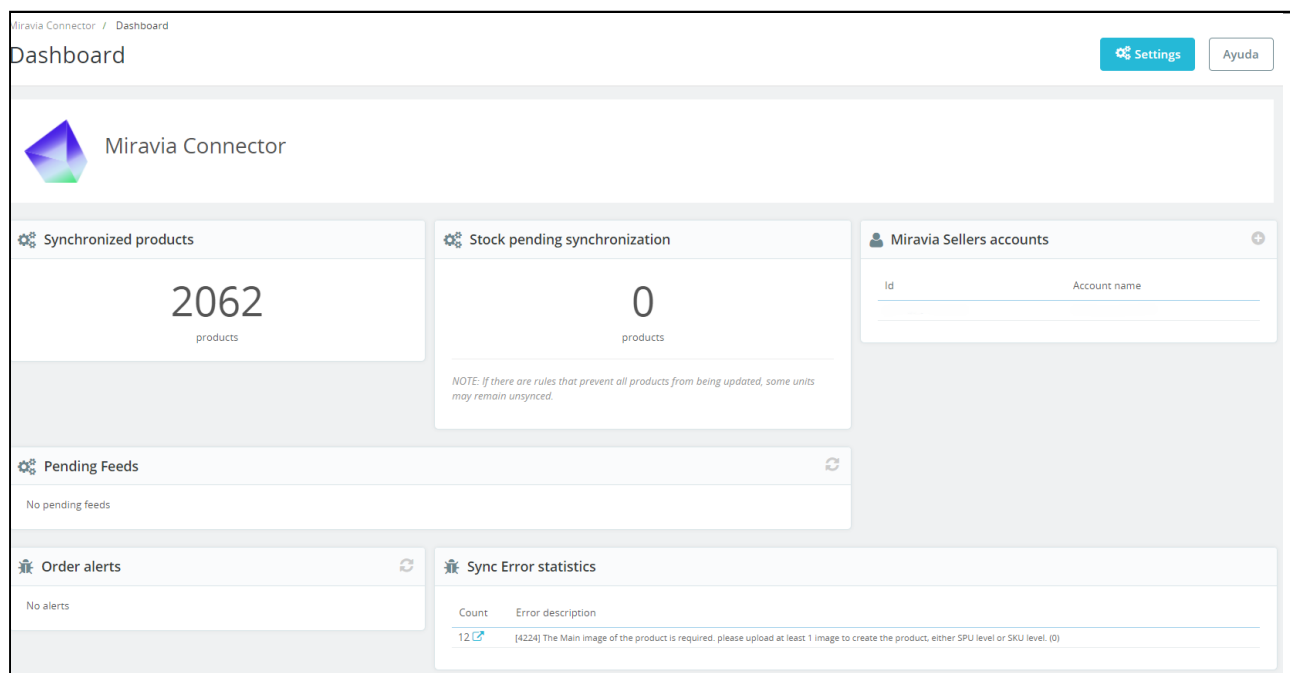 Miravia Connector / Dashboard
Dashboard
Settings
Ayuda
Miravia Connector
Synchronized products
2062
products
Stock pending synchronization
0
products
NOTE: If there are rules that prevent all products from being updated, some units
may remain unsynced.
Miravia Sellers accounts
Id Account name
Pending Feeds
No pending feeds
Order alerts
No alerts
Sync Error statistics
Count Error description
12 [4224] The Main image of the product is required. please upload at least 1 image to create the product, either SPU level or SKU level. (0)